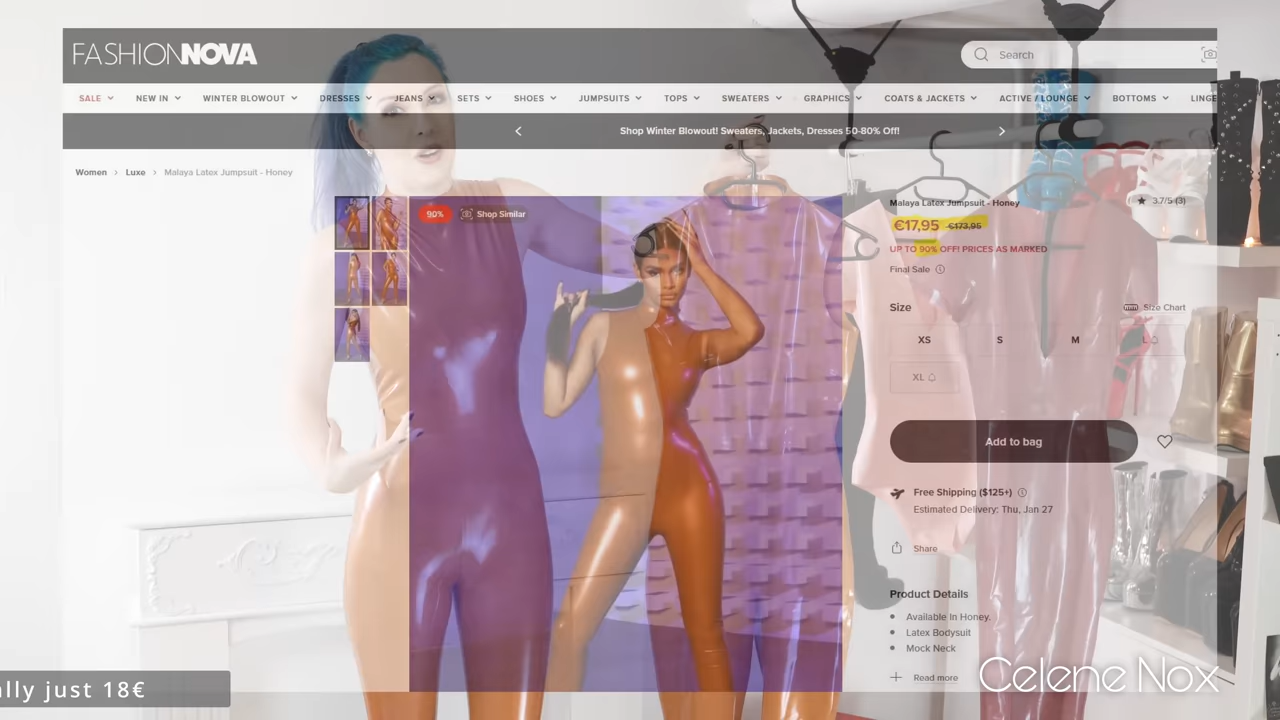 FASHIONNOVA
Search
SALE NEW IN WINTER BLOWOUT DRESSES JEANS SETS SHOES JUMPSUITS TOPS SWEATERS GRAPHICS COATS & JACKETS ACTIVE / LOUNGE BOTTOMS LINGE
Shop Winter Blowout! Sweaters, Jackets, Dresses 50-80% Off!
Women > Luxe > Malaya Latex Jumpsuit - Honey
90% Shop Similar
Malaya Latex Jumpsuit - Honey
3.7/5 (3)
€17,95 €173,95
UP TO 90% OFF! PRICES AS MARKED
Final Sale
Size
Size Chart
XS S M L
XL
Add to bag
Free Shipping ($125+)
Estimated Delivery: Thu, Jan 27
Share
Product Details
Available In Honey.
Latex Bodysuit
Mock Neck
Read more
lly just 18€
Celene Nox